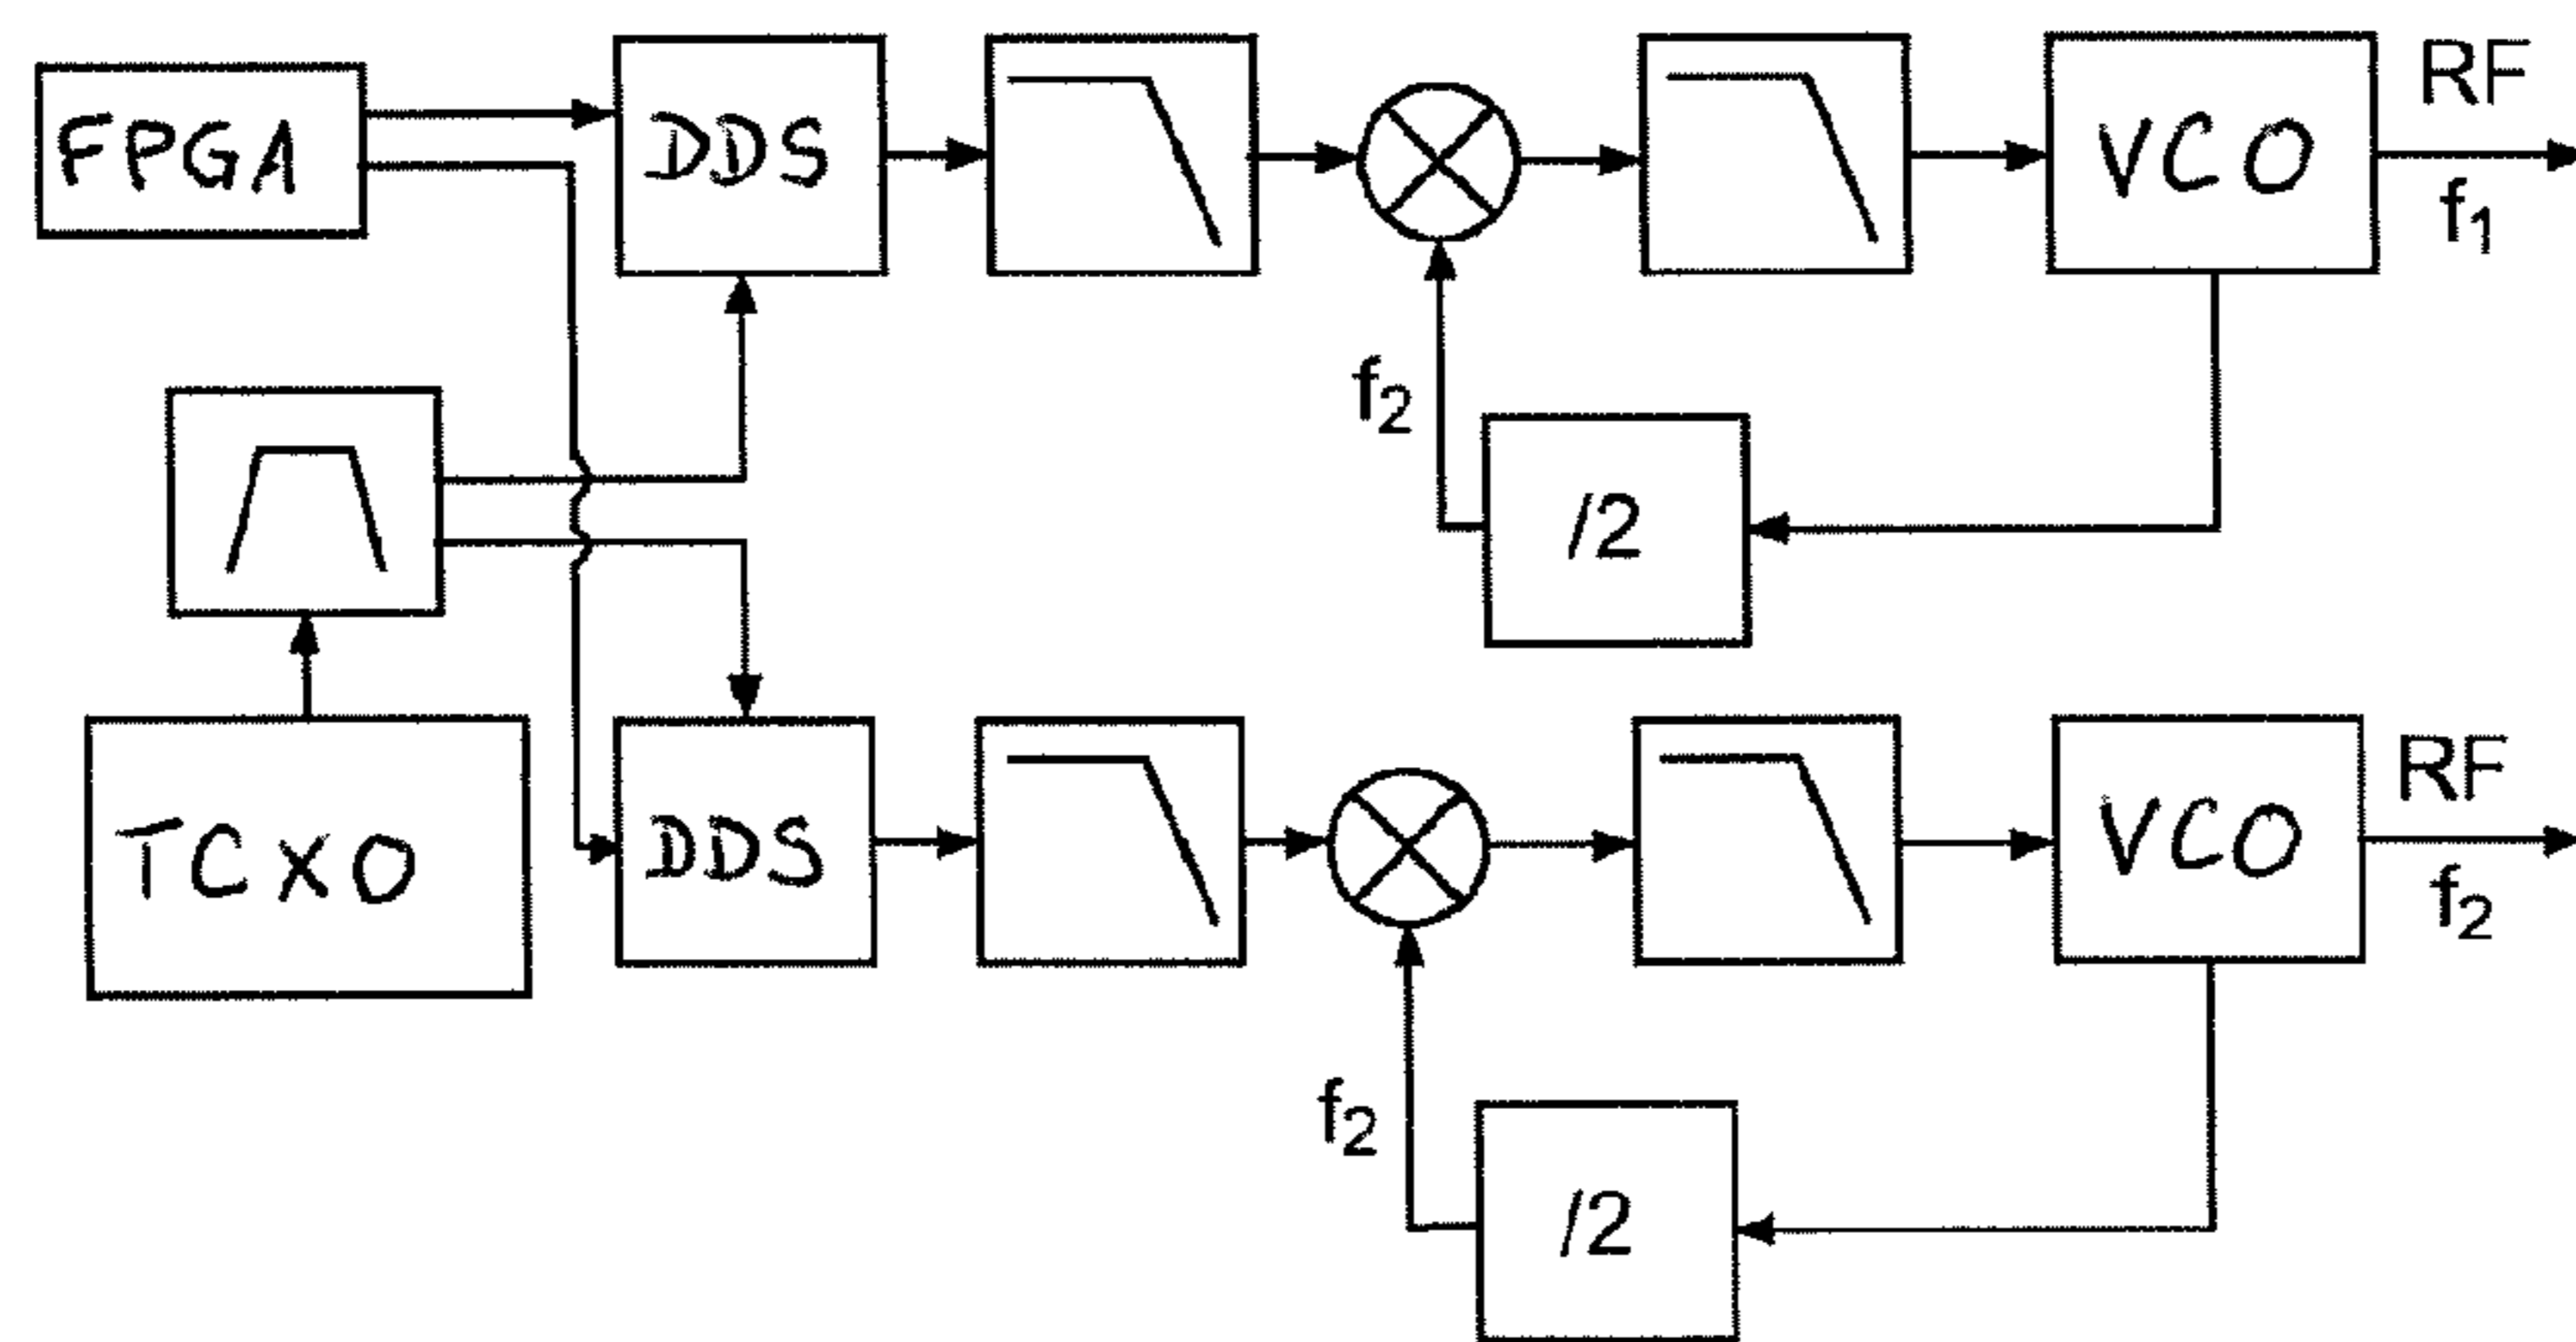 FPGA
DDS
VCO
RF
f₁
f₂
/2
TCXO
DDS
VCO
RF
f₂
f₂
/2